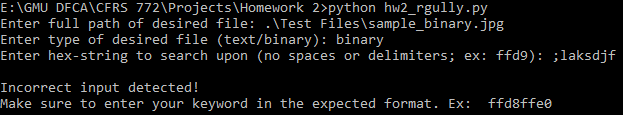 E:\GMU DFCA\CFRS 772\Projects\Homework 2>python hw2_rgully.py
Enter full path of desired file: .\Test Files\sample_binary.jpg
Enter type of desired file (text/binary): binary
Enter hex-string to search upon (no spaces or delimiters; ex: ffd9): ;laksdjf
Incorrect input detected!
Make sure to enter your keyword in the expected format. Ex:  ffd8ffe0